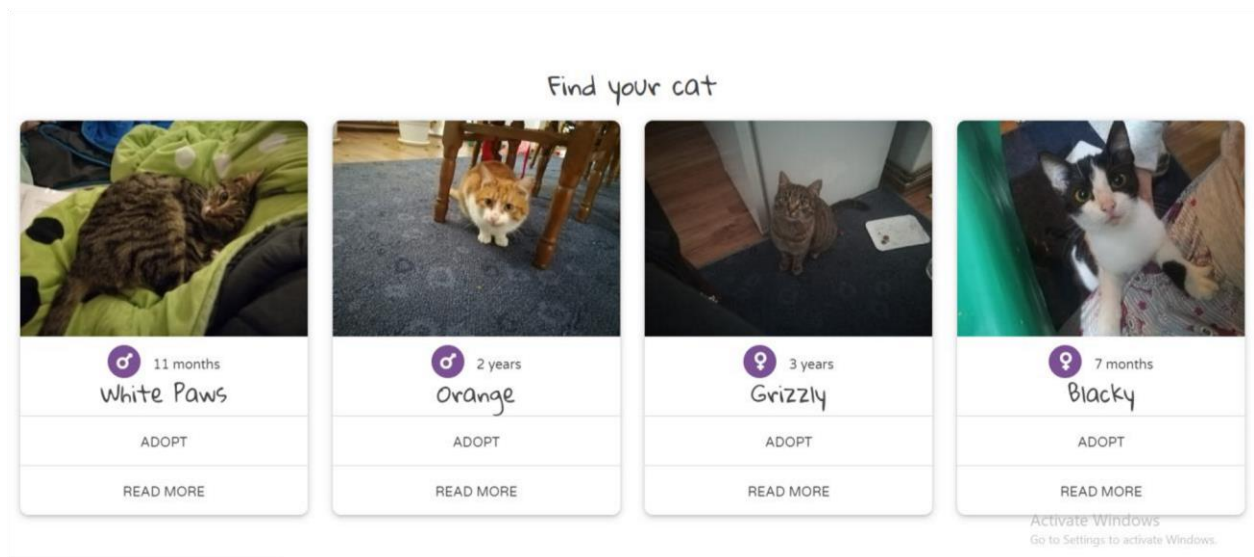 Find your cat
11 months
White Paws
ADOPT
READ MORE
2 years
Orange
ADOPT
READ MORE
3 years
Grizzly
ADOPT
READ MORE
7 months
Blacky
ADOPT
READ MORE
Activate Windows
Go to Settings to activate Windows.